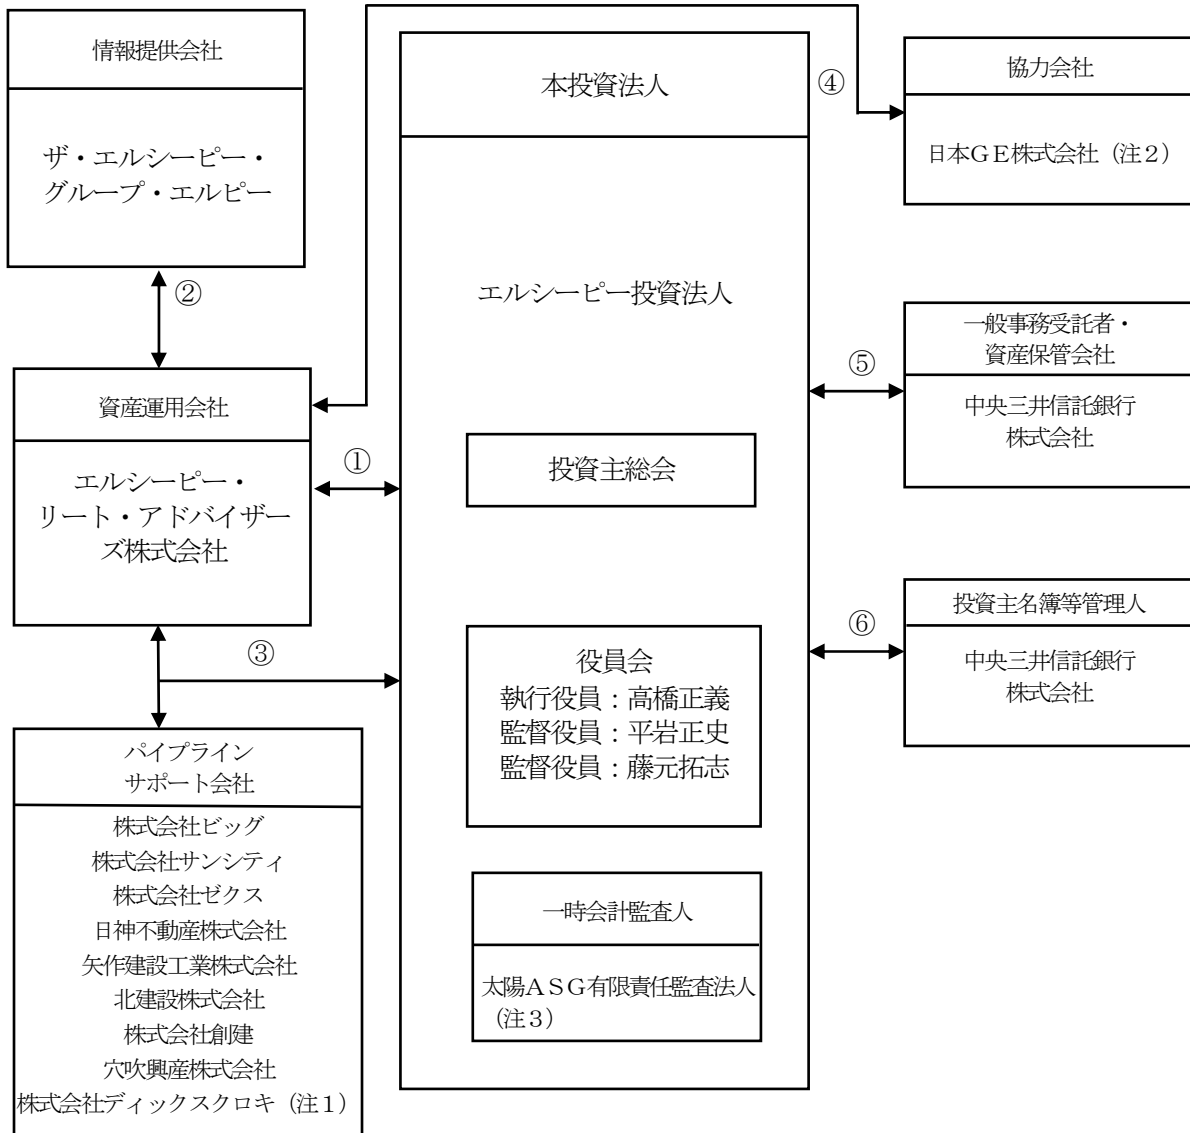 情報提供会社
ザ・エルシーピー・
グループ・エルピー
②
資産運用会社
エルシーピー・
リート・アドバイザー
ズ株式会社
①
③
パイプライン
サポート会社
株式会社ビッグ
株式会社サンシティ
株式会社ゼクス
日神不動産株式会社
矢作建設工業株式会社
北建設株式会社
株式会社創建
穴吹興産株式会社
株式会社ディックスクロキ（注１）
本投資法人
エルシーピー投資法人
投資主総会
役員会
執行役員：高橋正義
監督役員：平岩正史
監督役員：藤元拓志
一時会計監査人
太陽ＡＳＧ有限責任監査法人
（注３）
④
協力会社
日本ＧＥ株式会社（注２）
⑤
一般事務受託者・
資産保管会社
中央三井信託銀行
株式会社
⑥
投資主名簿等管理人
中央三井信託銀行
株式会社